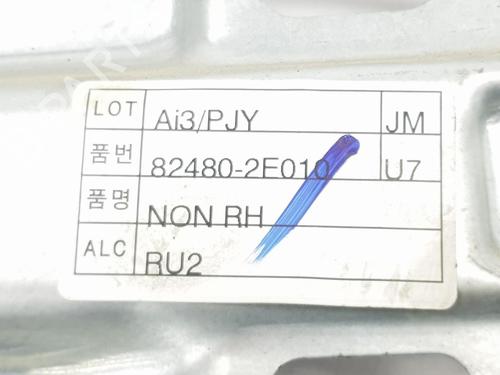 LOT Ai3/PJY JM
품번 82480-2E010 U7
품명 NON RH
ALC RU2